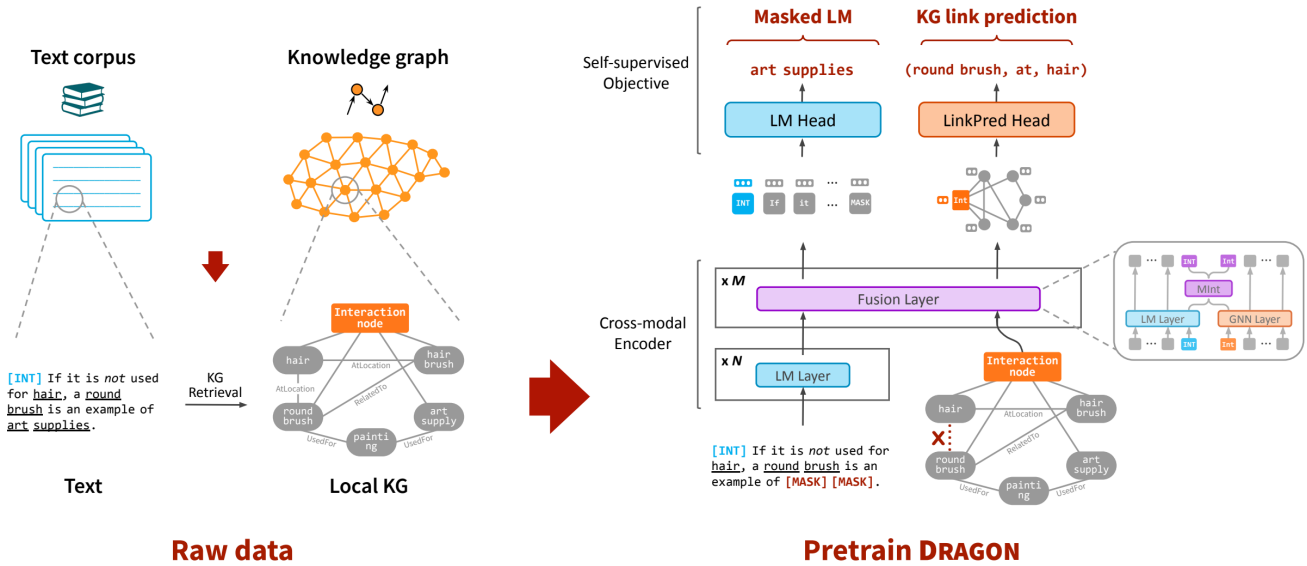 Text corpus
Knowledge graph
Interaction
node
hair
hair
brush
AtLocation
AtLocation
RelatedTo
round
brush
art
supply
UsedFor
painti
ng
UsedFor
[INT] If it is not used
for hair, a round
brush is an example of
art supplies.
KG
Retrieval
Text
Local KG
Raw data
Self-supervised
Objective
Masked LM
KG link prediction
art supplies
(round brush, at, hair)
LM Head
LinkPred Head
INT
If
it
...
...
MASK
Int
Cross-modal
Encoder
x M
Fusion Layer
x N
LM Layer
INT
Int
...
...
MInt
LM Layer
GNN Layer
...
INT
Int
...
Interaction
node
hair
hair
brush
AtLocation
X
RelatedTo
round
brush
art
supply
UsedFor
painti
ng
UsedFor
[INT] If it is not used for
hair, a round brush is an
example of [MASK] [MASK].
Pretrain DRAGON